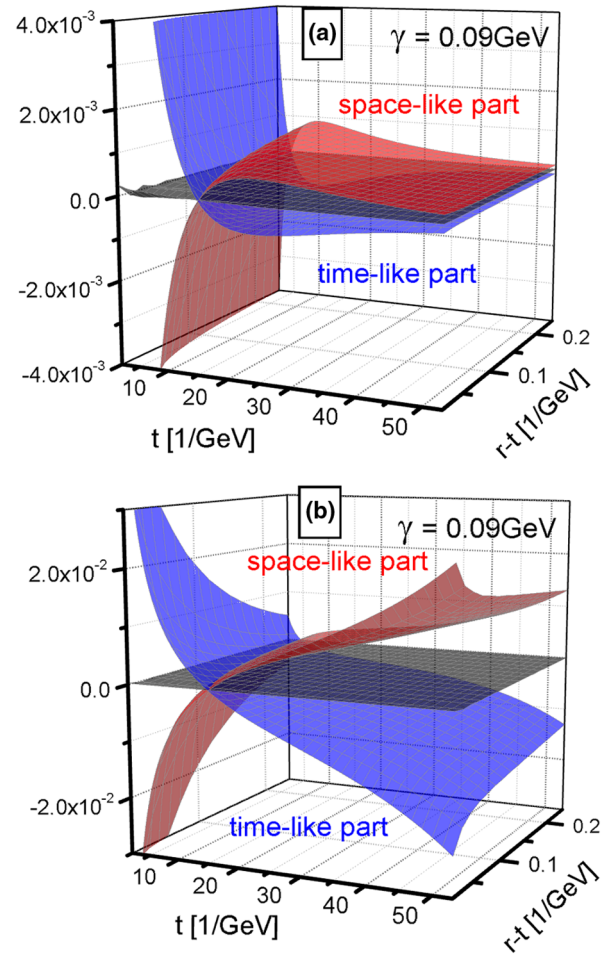 4.0x10⁻³
(a)
γ = 0.09GeV
space-like part
2.0x10⁻³
0.0
time-like part
-2.0x10⁻³
-4.0x10⁻³
10
20
30
40
50
0.1
0.2
t [1/GeV]
r-t [1/GeV]
(b)
γ = 0.09GeV
space-like part
2.0x10⁻²
0.0
-2.0x10⁻²
time-like part
10
20
30
40
50
0.1
0.2
t [1/GeV]
r-t [1/GeV]